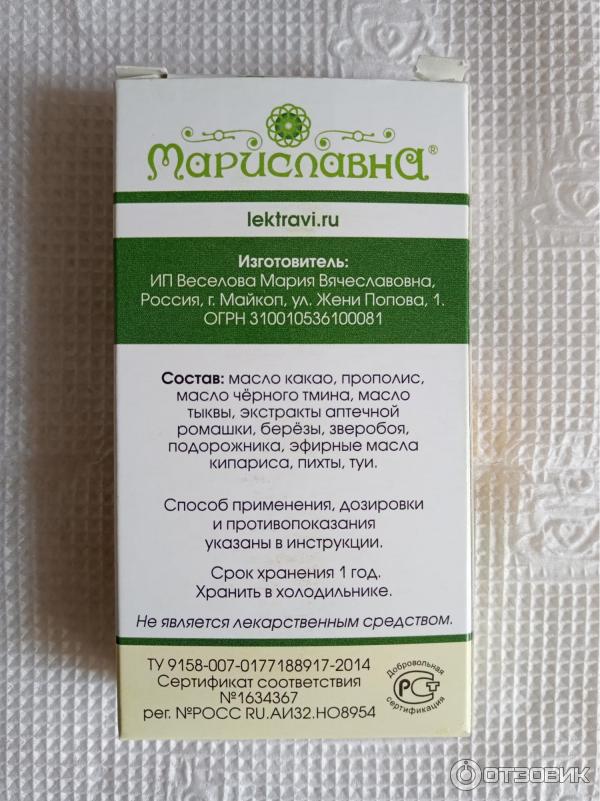 Мариславна®
lektravi.ru
Изготовитель:
ИП Веселова Мария Вячеславовна,
Россия, г. Майкоп, ул. Жени Попова, 1.
ОГРН 310010536100081
Состав: масло какао, прополис,
масло чёрного тмина, масло
тыквы, экстракты аптечной
ромашки, берёзы, зверобоя,
подорожника, эфирные масла
кипариса, пихты, туи.
Способ применения, дозировки
и противопоказания
указаны в инструкции.
Срок хранения 1 год.
Хранить в холодильнике.
Не является лекарственным средством.
ТУ 9158-007-0177188917-2014
Сертификат соответствия
№1634367
рег. №РОСС RU.АИ32.НО8954
Добровольная
РСТ
сертификация
ОТЗОВИК